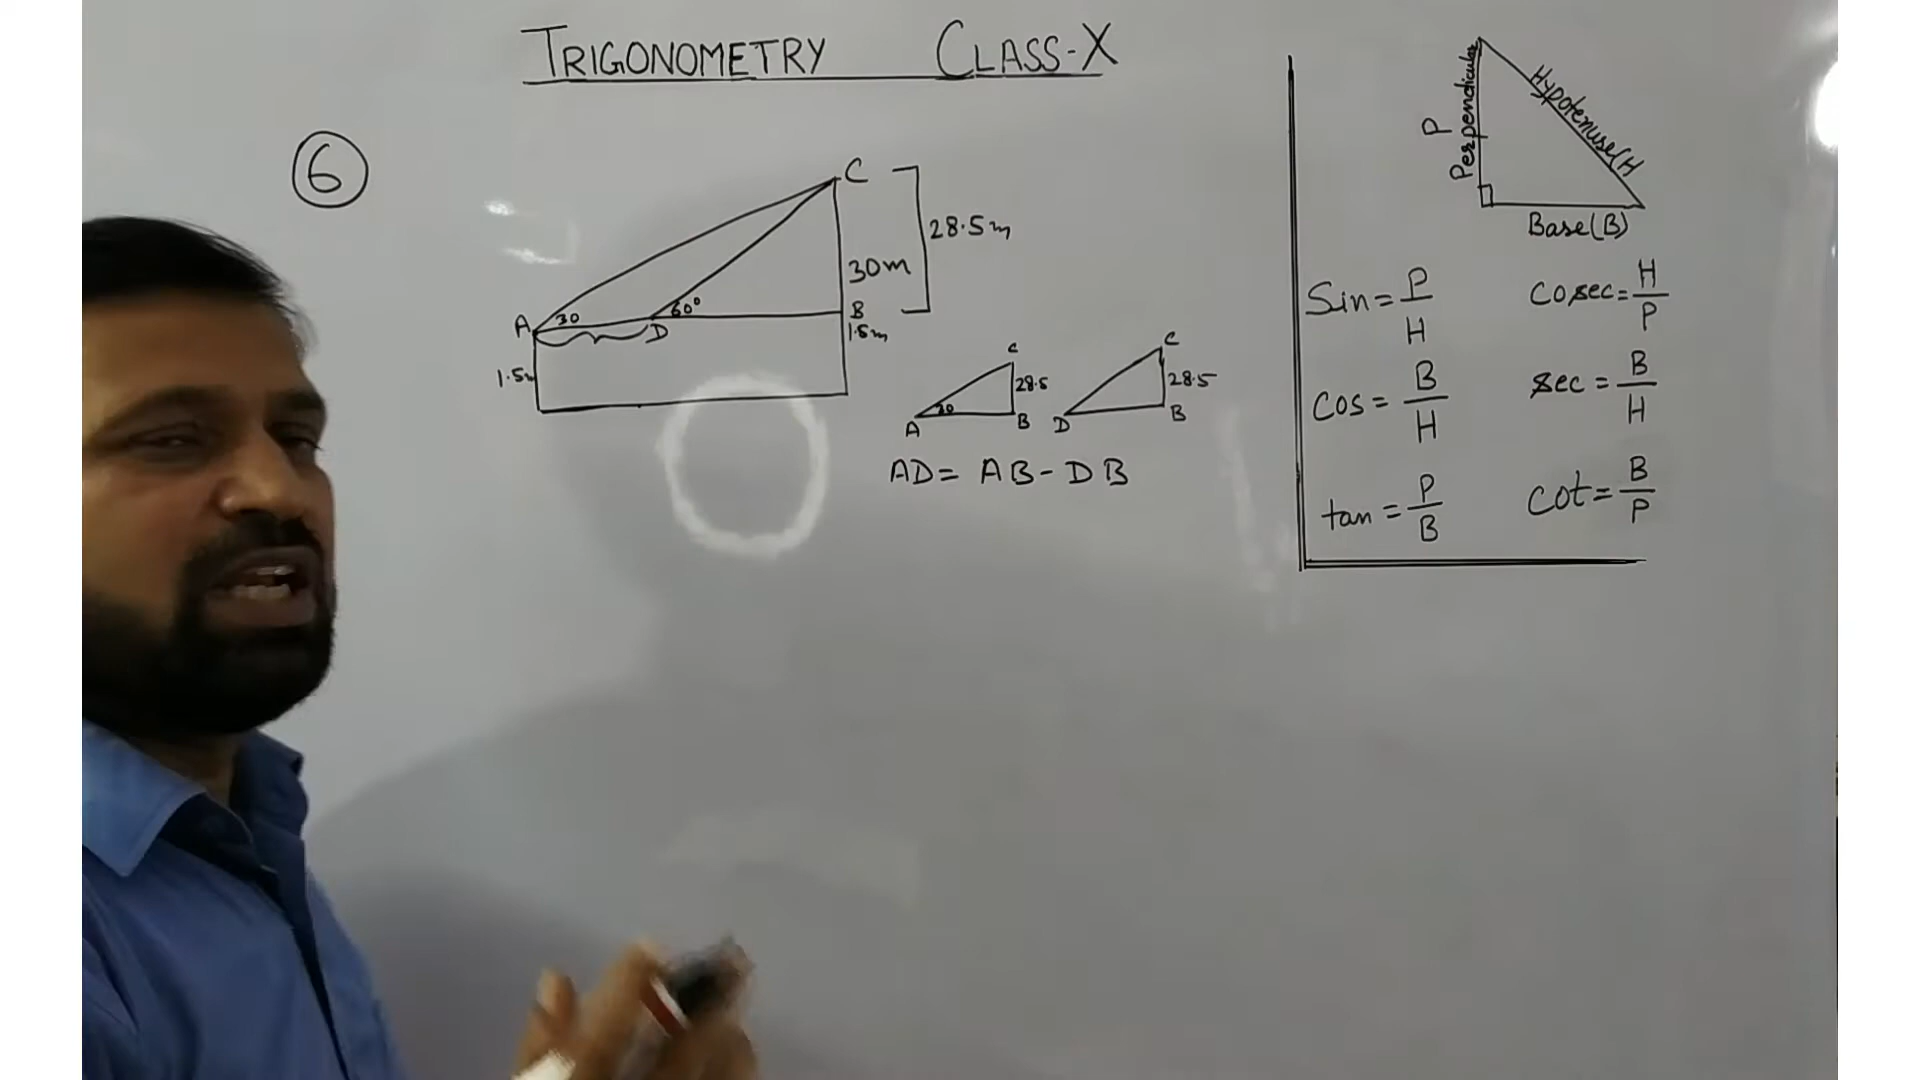 TRIGONOMETRY CLASS-X
6
C
28.5m
30m
A 30 D 60° B
1.5m
1.5m
C
28.5
30
A B
C
28.5
D B
AD = AB - DB
P
Perpendicular
Hypotenuse(H
Base(B)
Sin = P/H
cosec = H/P
cos = B/H
sec = B/H
tan = P/B
cot = B/P